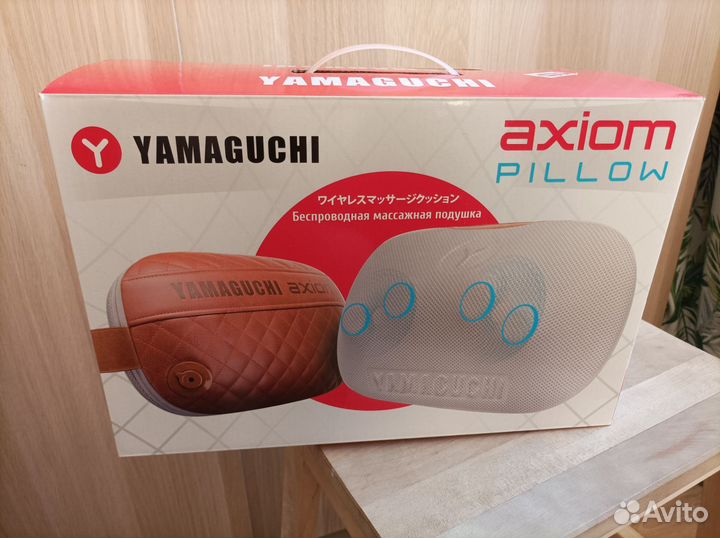 YAMAGUCHI
Y YAMAGUCHI
axiom
PILLOW
ワイヤレスマッサージクッション
Беспроводная массажная подушка
YAMAGUCHI axiom
YAMAGUCHI
Avito